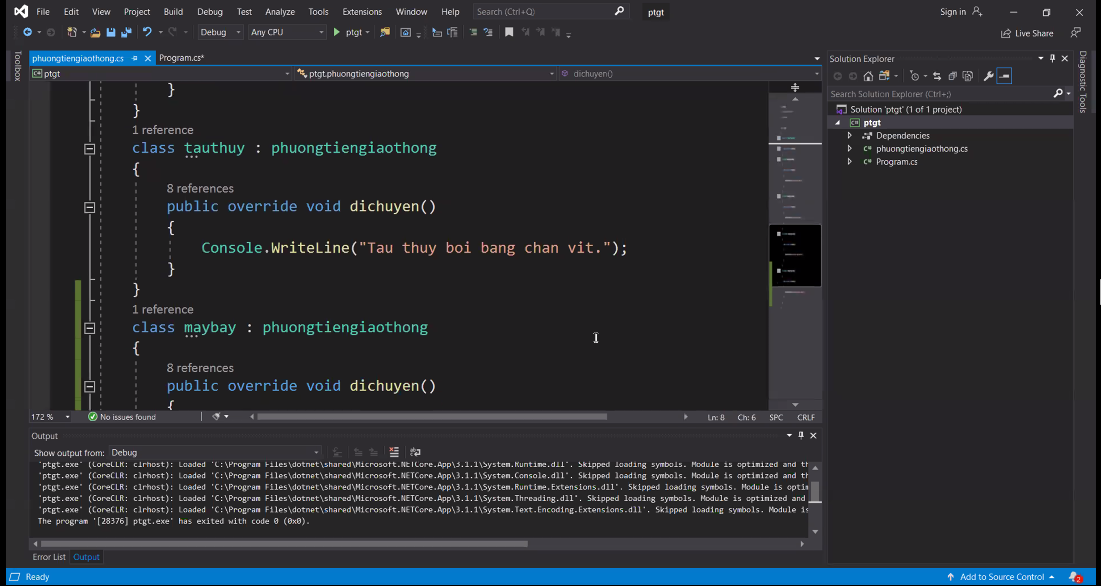 File Edit View Project Build Debug Test Analyze Tools Extensions Window Help Search (Ctrl+Q) ptgt Sign in
Debug Any CPU ptgt Live Share
phuongtiengiaothong.cs Program.cs*
ptgt ptgt.phuongtiengiaothong dichuyen()
}
}
1 reference
class tauthuy : phuongtiengiaothong
{
8 references
public override void dichuyen()
{
Console.WriteLine("Tau thuy boi bang chan vit.");
}
}
1 reference
class maybay : phuongtiengiaothong
{
8 references
public override void dichuyen()
{
172 % No issues found Ln: 8 Ch: 6 SPC CRLF
Output
Show output from: Debug
'ptgt.exe' (CoreCLR: clrhost): Loaded 'C:\Program Files\dotnet\shared\Microsoft.NETCore.App\3.1.1\System.Runtime.dll'. Skipped loading symbols. Module is optimized and th
'ptgt.exe' (CoreCLR: clrhost): Loaded 'C:\Program Files\dotnet\shared\Microsoft.NETCore.App\3.1.1\System.Console.dll'. Skipped loading symbols. Module is optimized and th
'ptgt.exe' (CoreCLR: clrhost): Loaded 'C:\Program Files\dotnet\shared\Microsoft.NETCore.App\3.1.1\System.Runtime.Extensions.dll'. Skipped loading symbols. Module is optim
'ptgt.exe' (CoreCLR: clrhost): Loaded 'C:\Program Files\dotnet\shared\Microsoft.NETCore.App\3.1.1\System.Threading.dll'. Skipped loading symbols. Module is optimized and
'ptgt.exe' (CoreCLR: clrhost): Loaded 'C:\Program Files\dotnet\shared\Microsoft.NETCore.App\3.1.1\System.Text.Encoding.Extensions.dll'. Skipped loading symbols. Module is
The program '[28376] ptgt.exe' has exited with code 0 (0x0).
Error List Output
Ready Add to Source Control 2
Toolbox
Solution Explorer
Search Solution Explorer (Ctrl+;)
Solution 'ptgt' (1 of 1 project)
ptgt
Dependencies
phuongtiengiaothong.cs
Program.cs
Diagnostic Tools